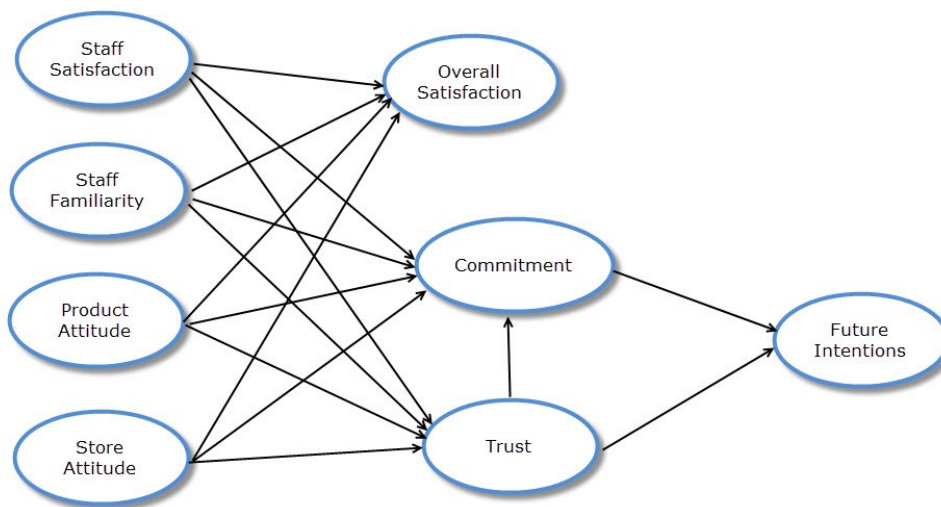 Staff
Satisfaction
Overall
Satisfaction
Staff
Familiarity
Commitment
Product
Attitude
Future
Intentions
Store
Attitude
Trust